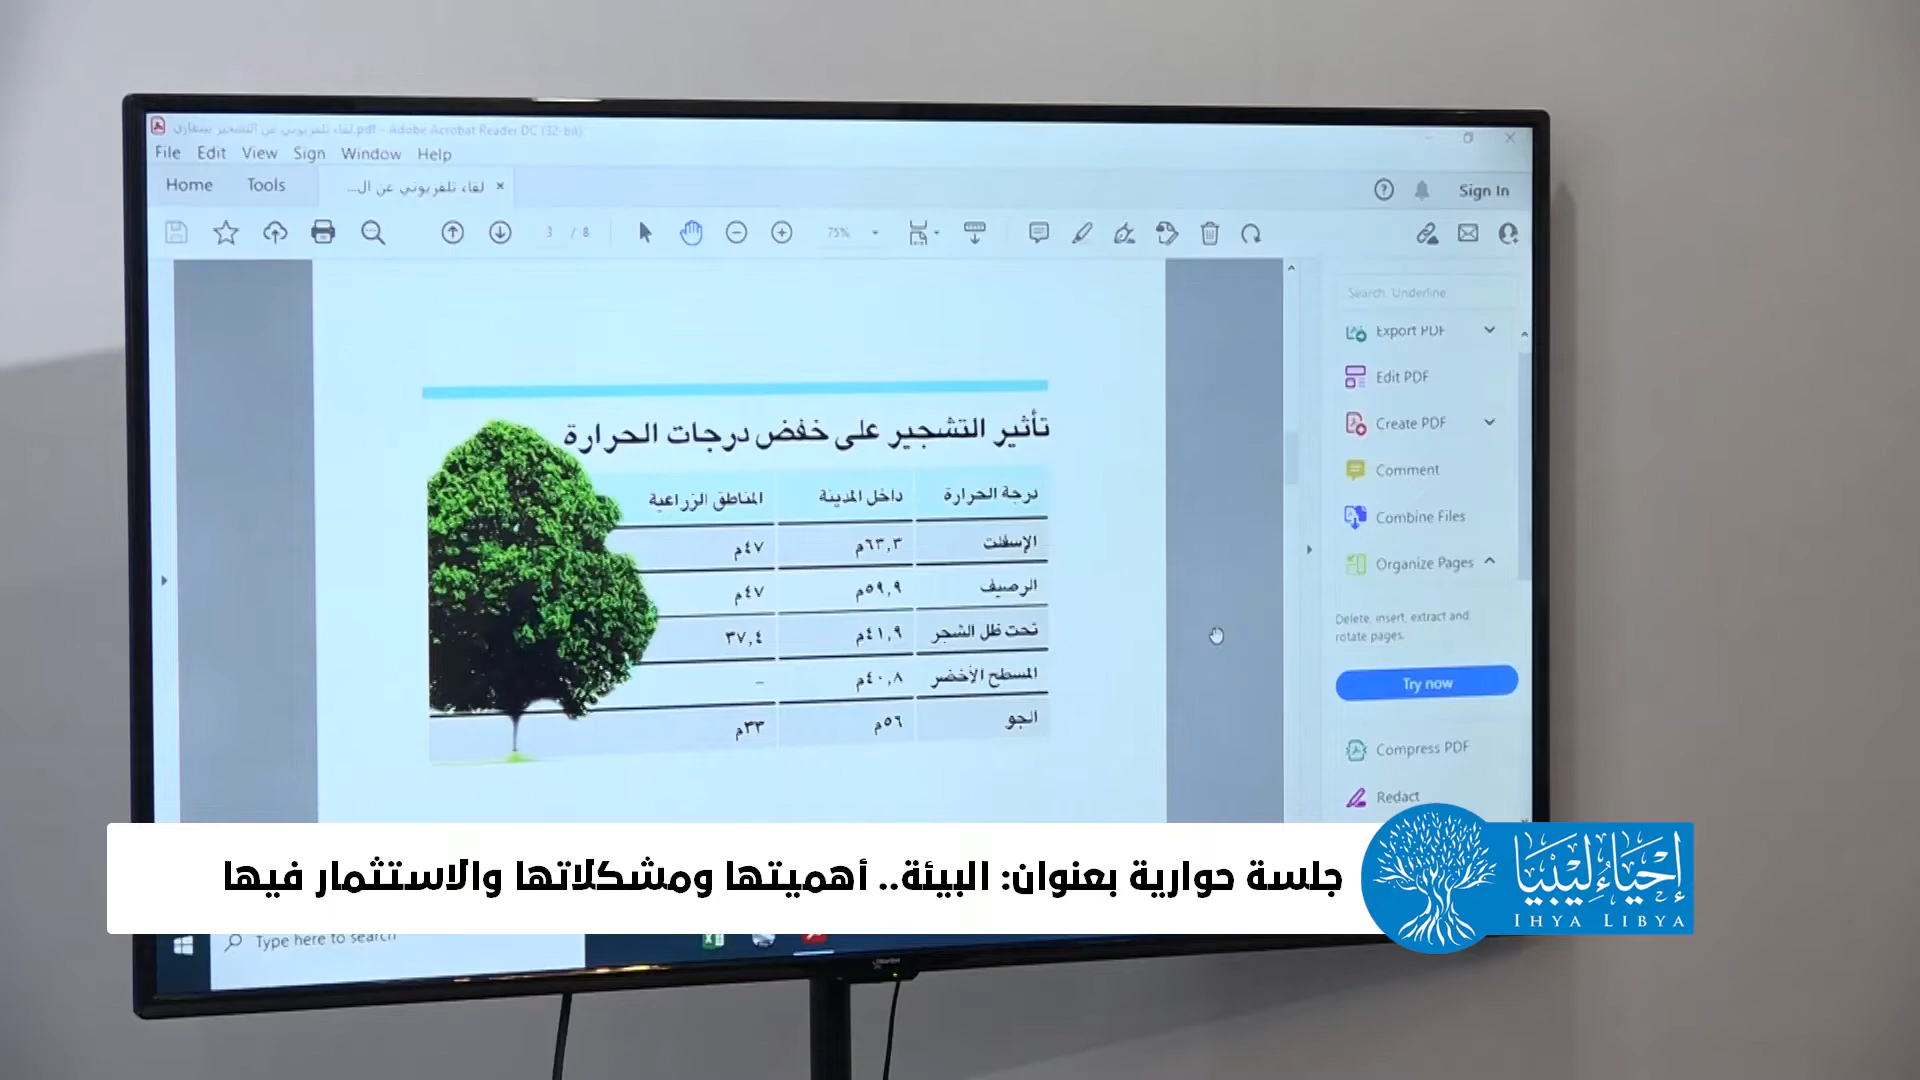 لقاء تلفزيوني عن التشجير ببنغازي.pdf - Adobe Acrobat Reader DC (32-bit)
File Edit View Sign Window Help
Home Tools لقاء تلفزيوني عن ال... ×
Sign In
3 / 8 75%
Search 'Underline'
Export PDF
Edit PDF
Create PDF
Comment
Combine Files
Organize Pages
Delete, insert, extract and
rotate pages.
Try now
Compress PDF
Redact
تأثير التشجير على خفض درجات الحرارة
درجة الحرارة داخل المدينة المناطق الزراعية
الإسفلت ٦٣,٣م ٤٧م
الرصيف ٥٩,٩م ٤٧م
تحت ظل الشجر ٤١,٩م ٣٧,٤
المسطح الأخضر ٤٠,٨م –
الجو ٥٦م ٣٣م
جلسة حوارية بعنوان: البيئة.. أهميتها ومشكلاتها والاستثمار فيها
إحياء ليبيا
IHYA LIBYA
Type here to search